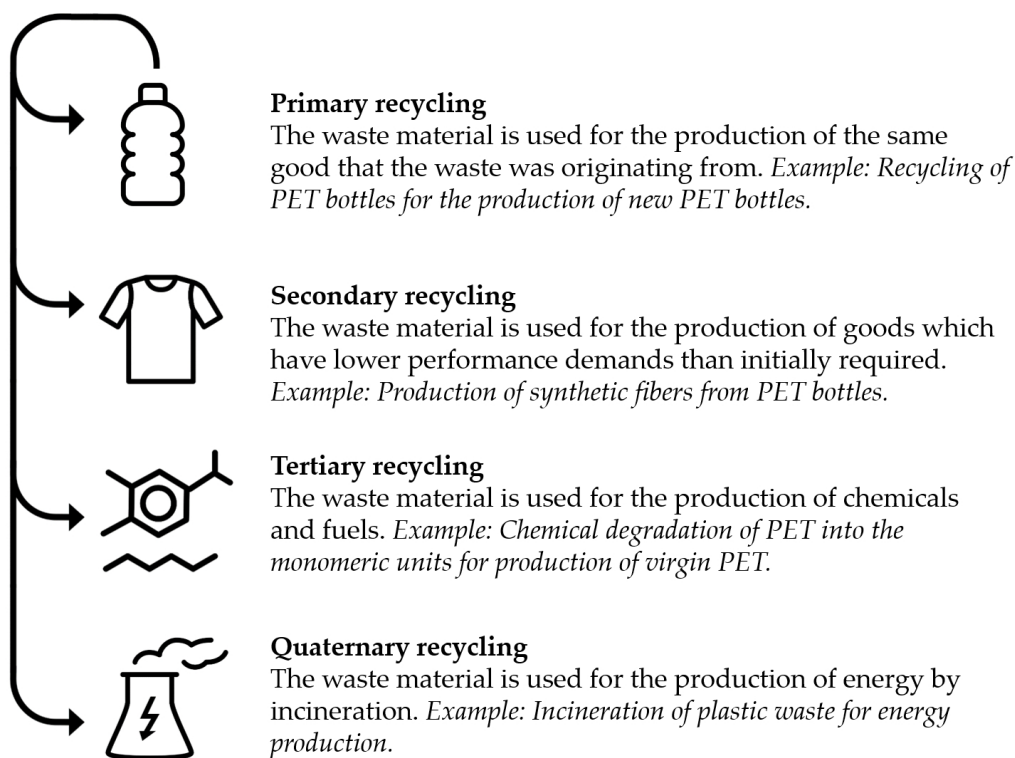 Primary recycling
The waste material is used for the production of the same
good that the waste was originating from. Example: Recycling of
PET bottles for the production of new PET bottles.
Secondary recycling
The waste material is used for the production of goods which
have lower performance demands than initially required.
Example: Production of synthetic fibers from PET bottles.
Tertiary recycling
The waste material is used for the production of chemicals
and fuels. Example: Chemical degradation of PET into the
monomeric units for production of virgin PET.
Quaternary recycling
The waste material is used for the production of energy by
incineration. Example: Incineration of plastic waste for energy
production.